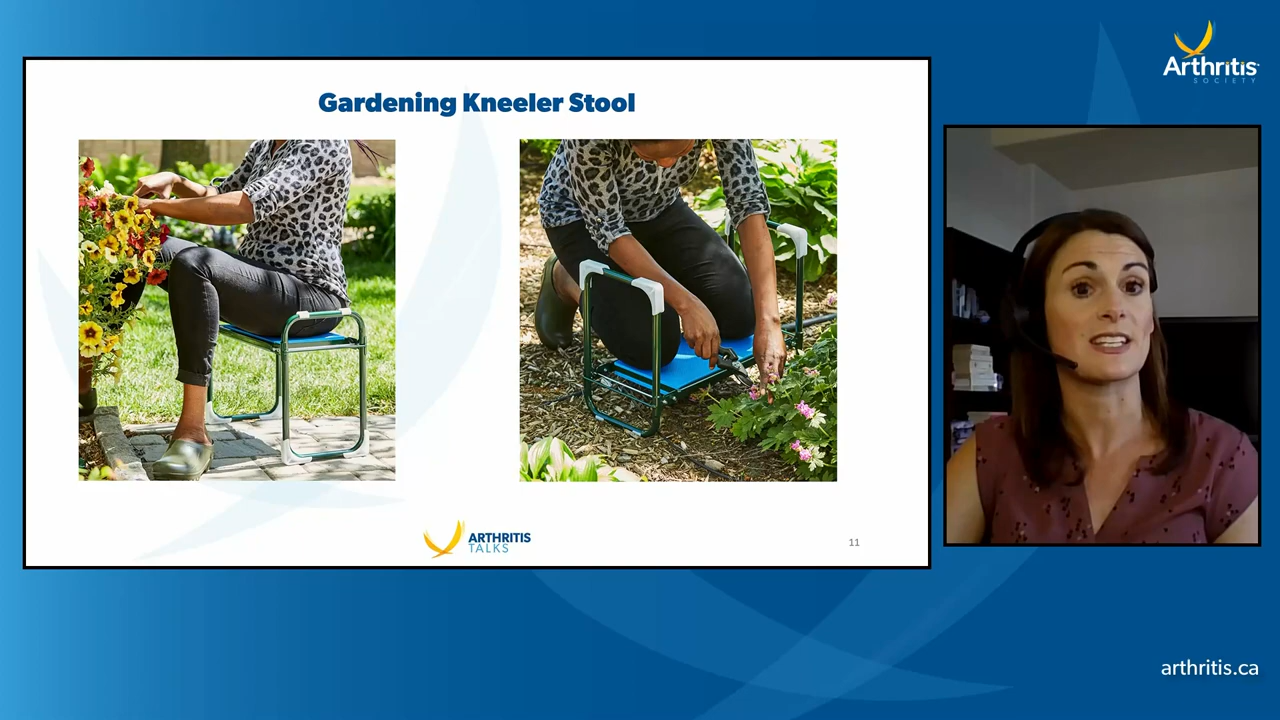 Gardening Kneeler Stool
ARTHRITIS
TALKS
11
Arthritis
SOCIETY
arthritis.ca